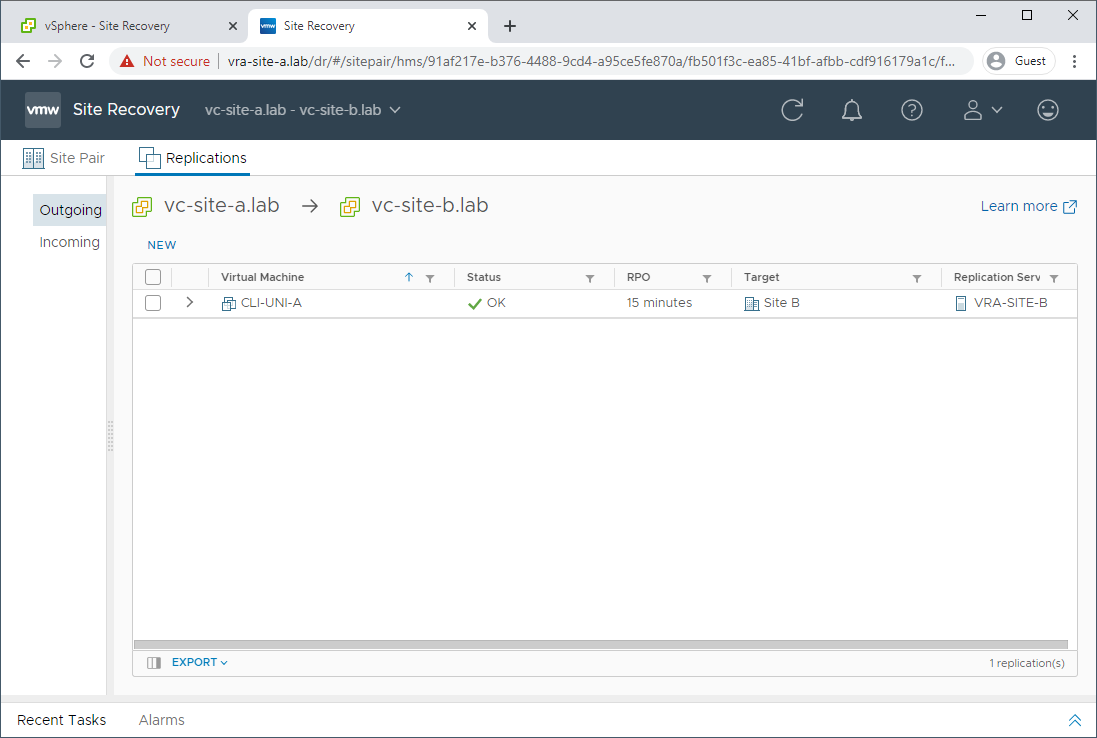 vSphere - Site Recovery
vmw Site Recovery
Not secure vra-site-a.lab/dr/#/sitepair/hms/91af217e-b376-4488-9cd4-a95ce5fe870a/fb501f3c-ea85-41bf-afbb-cdf916179a1c/f... Guest
vmw Site Recovery vc-site-a.lab - vc-site-b.lab
Site Pair Replications
Outgoing
Incoming
vc-site-a.lab → vc-site-b.lab Learn more
NEW
Virtual Machine Status RPO Target Replication Serv
CLI-UNI-A OK 15 minutes Site B VRA-SITE-B
EXPORT 1 replication(s)
Recent Tasks Alarms